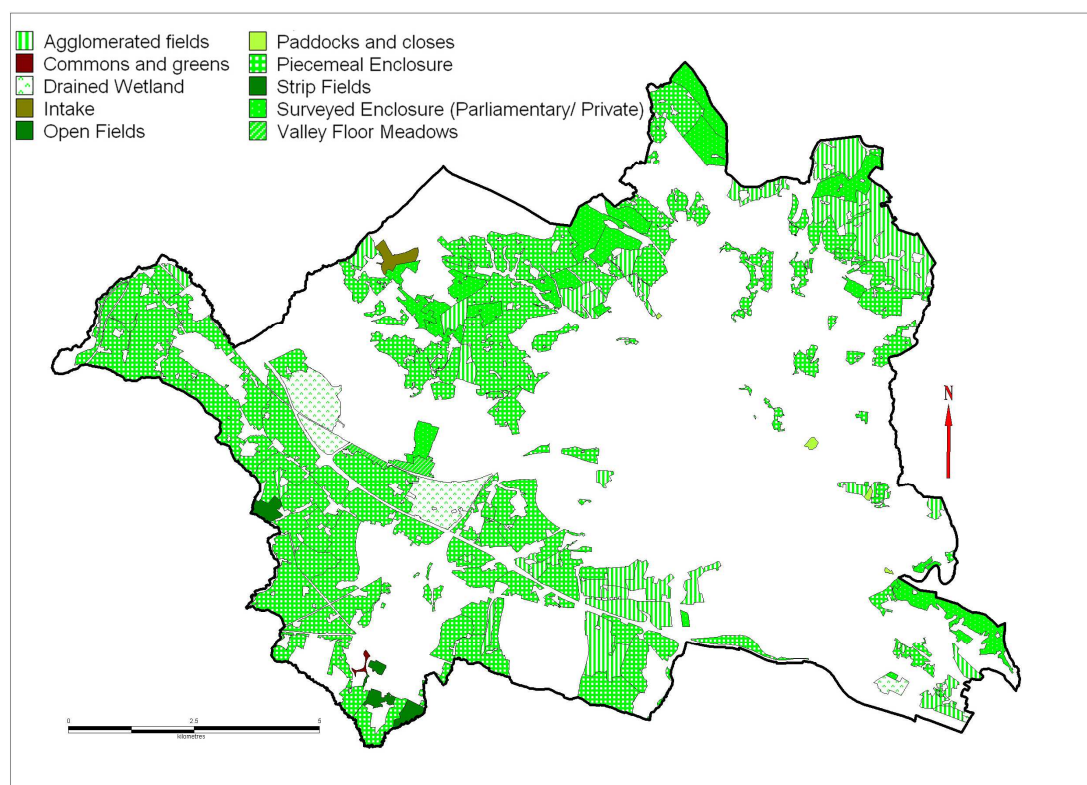 Agglomerated fields
Commons and greens
Drained Wetland
Intake
Open Fields
Paddocks and closes
Piecemeal Enclosure
Strip Fields
Surveyed Enclosure (Parliamentary/ Private)
Valley Floor Meadows
N
0 2.5 5
kilometres